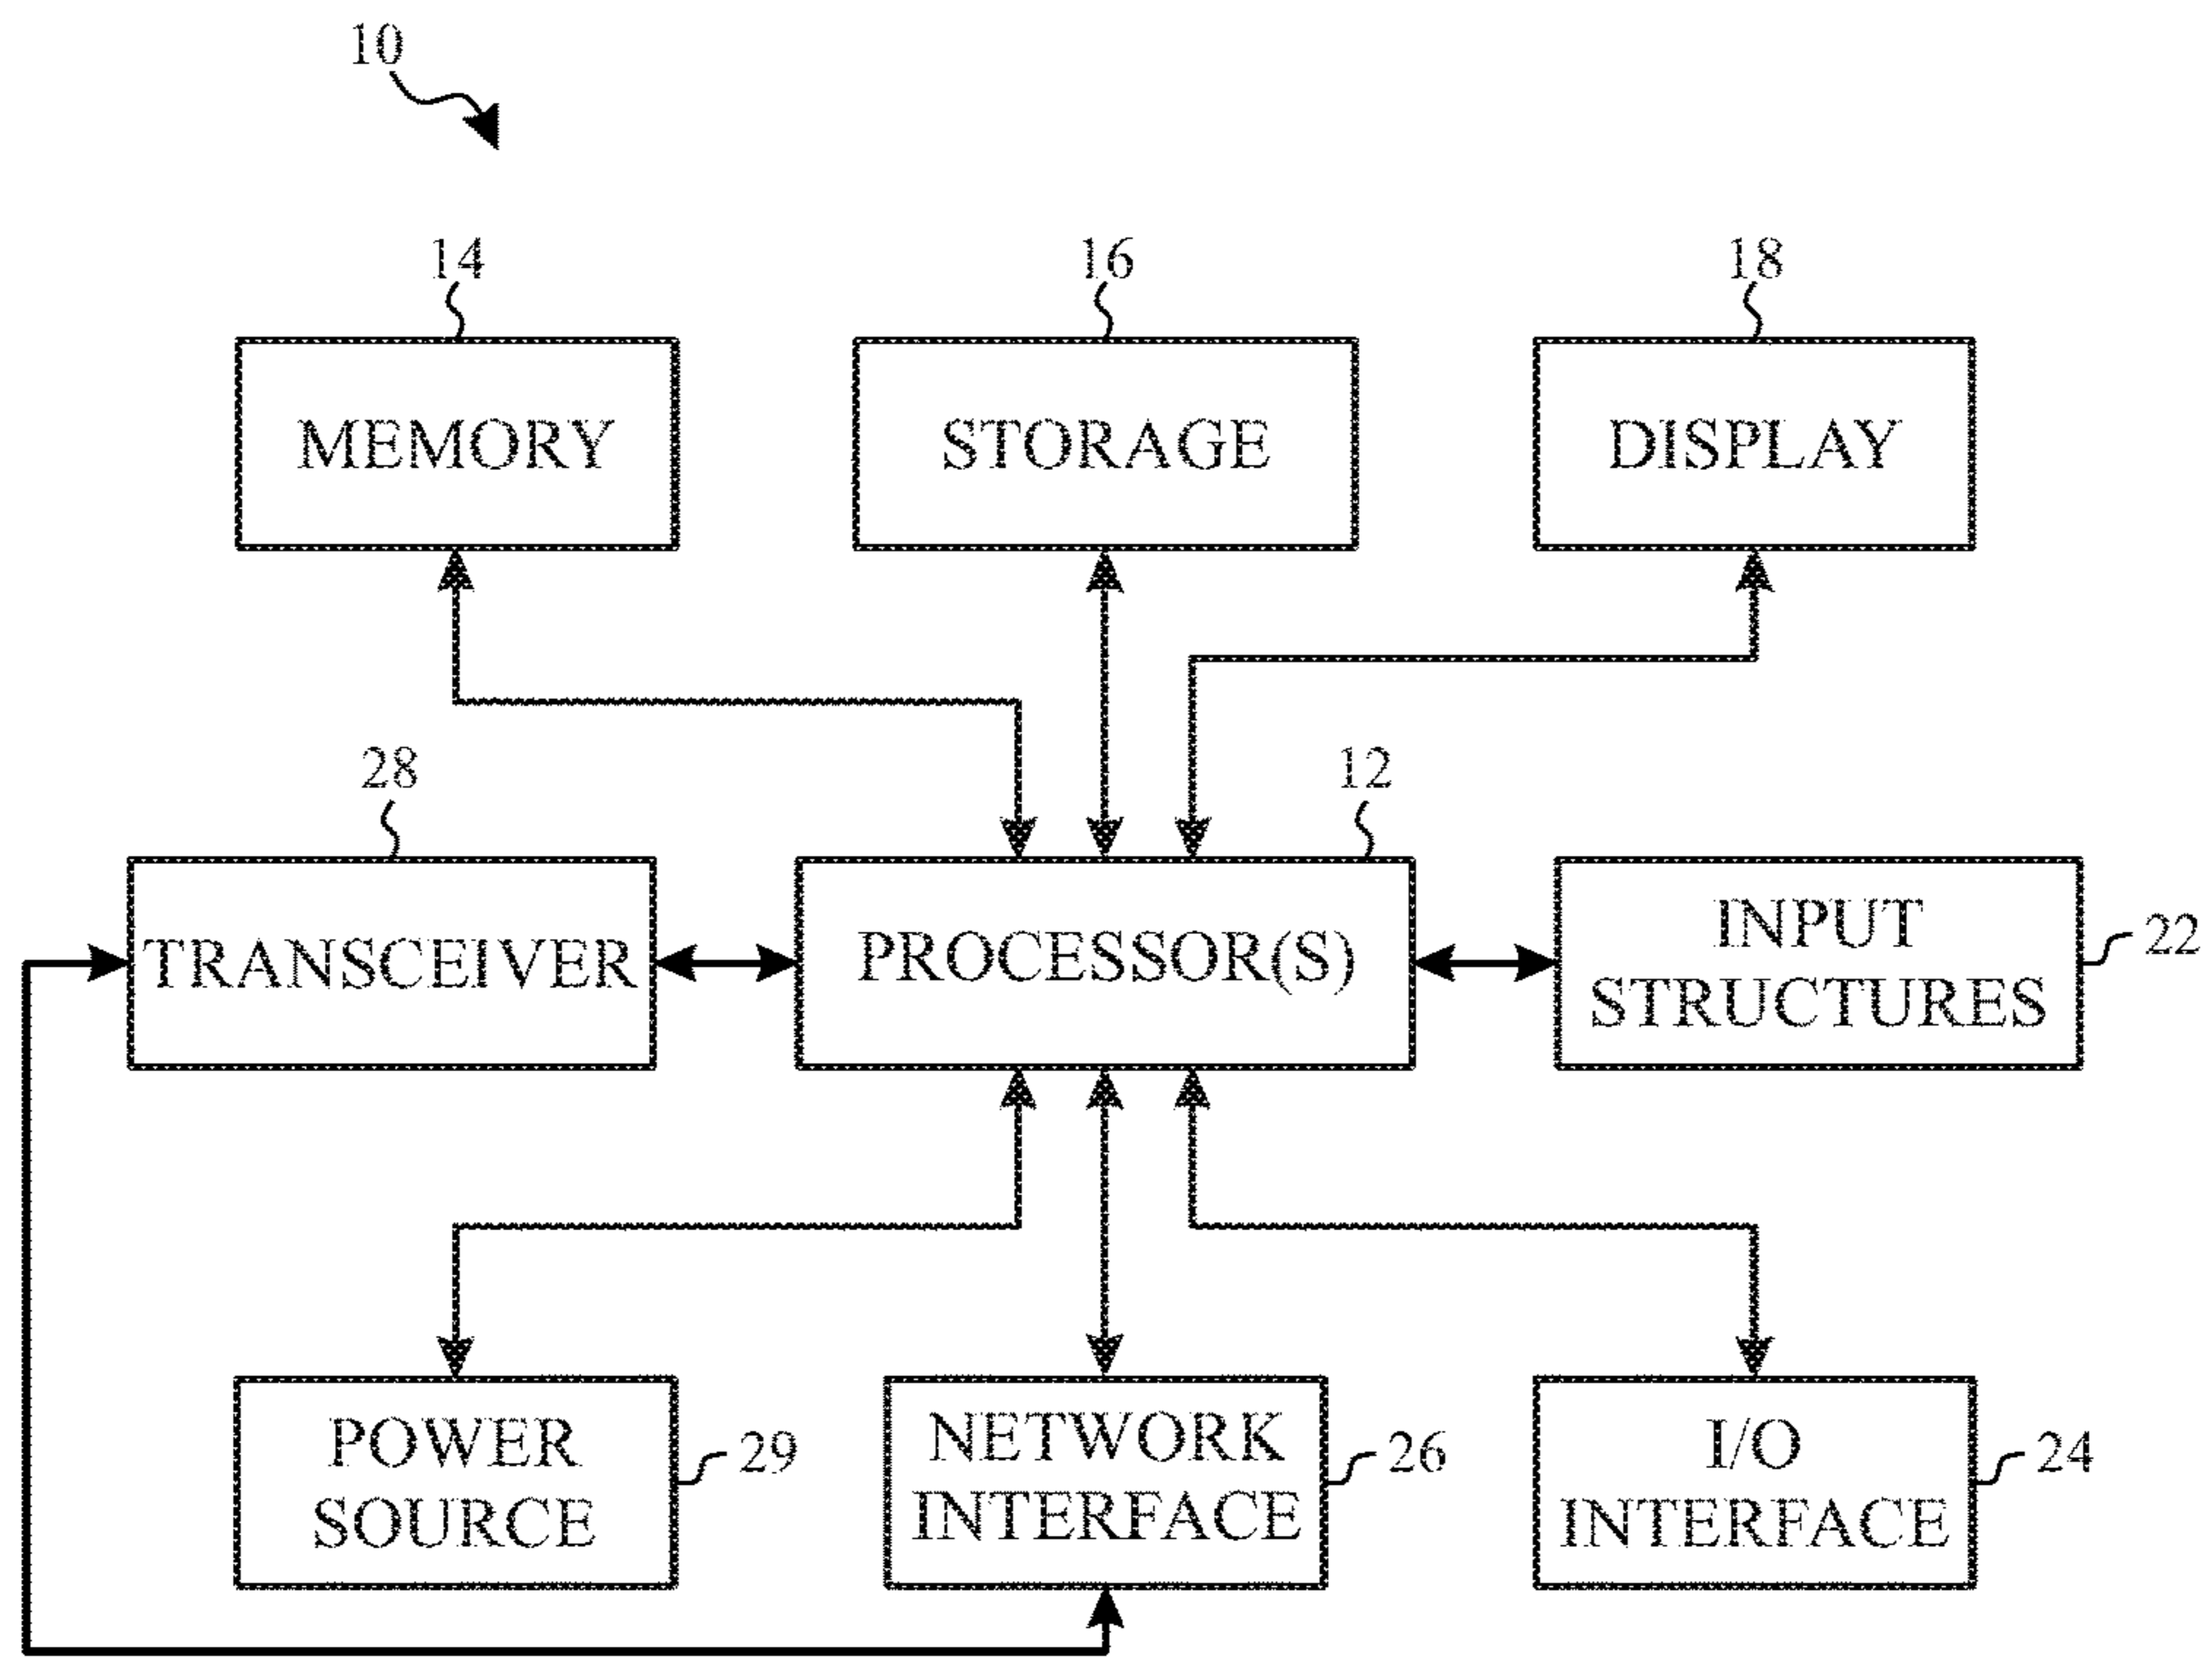 10
14
16
18
MEMORY
STORAGE
DISPLAY
28
12
TRANSCEIVER
PROCESSOR(S)
INPUT
STRUCTURES
22
POWER
SOURCE
29
NETWORK
INTERFACE
26
I/O
INTERFACE
24